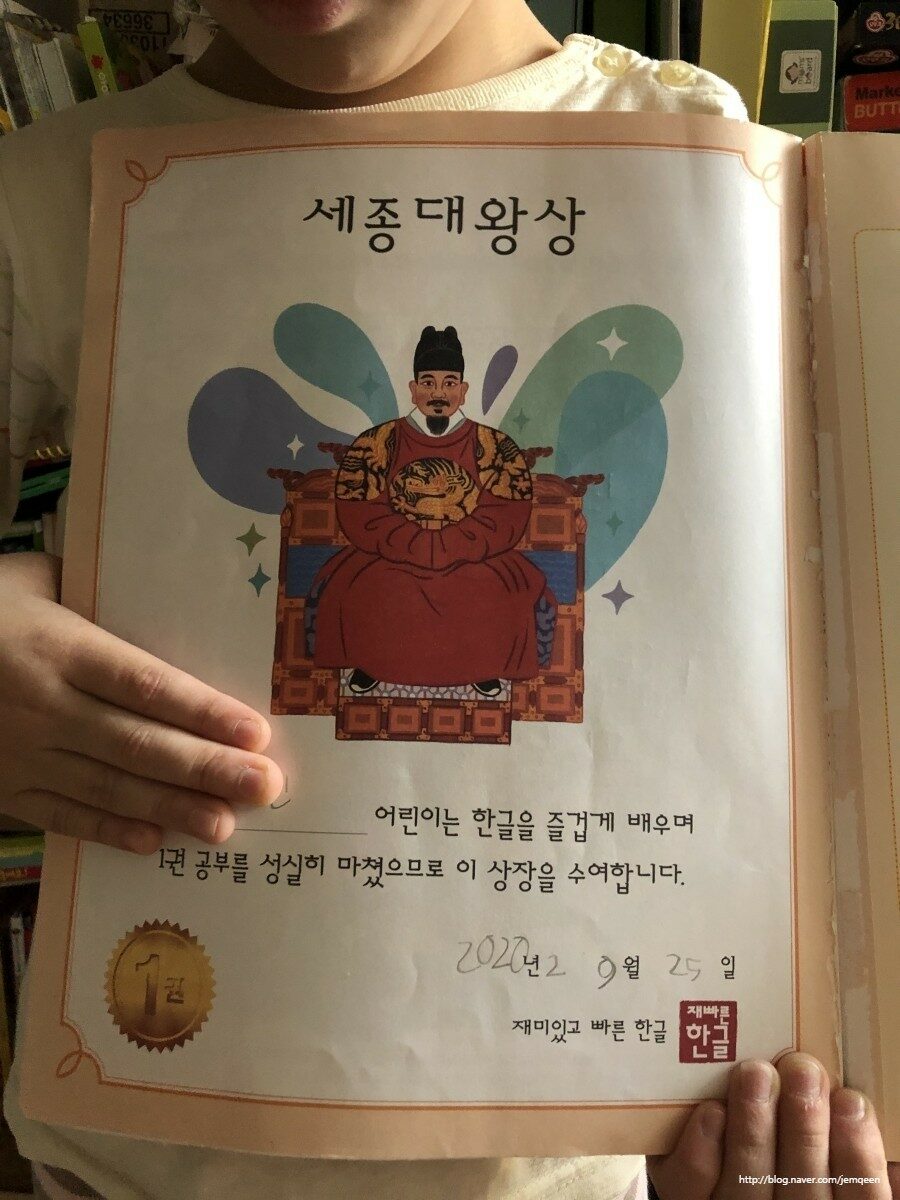 세종대왕상
어린이는 한글을 즐겁게 배우며
1권 공부를 성실히 마쳤으므로 이 상장을 수여합니다.
2020년 2 9월 25 일
1권
재미있고 빠른 한글
재빠른
한글
http://blog.naver.com/jemqeen